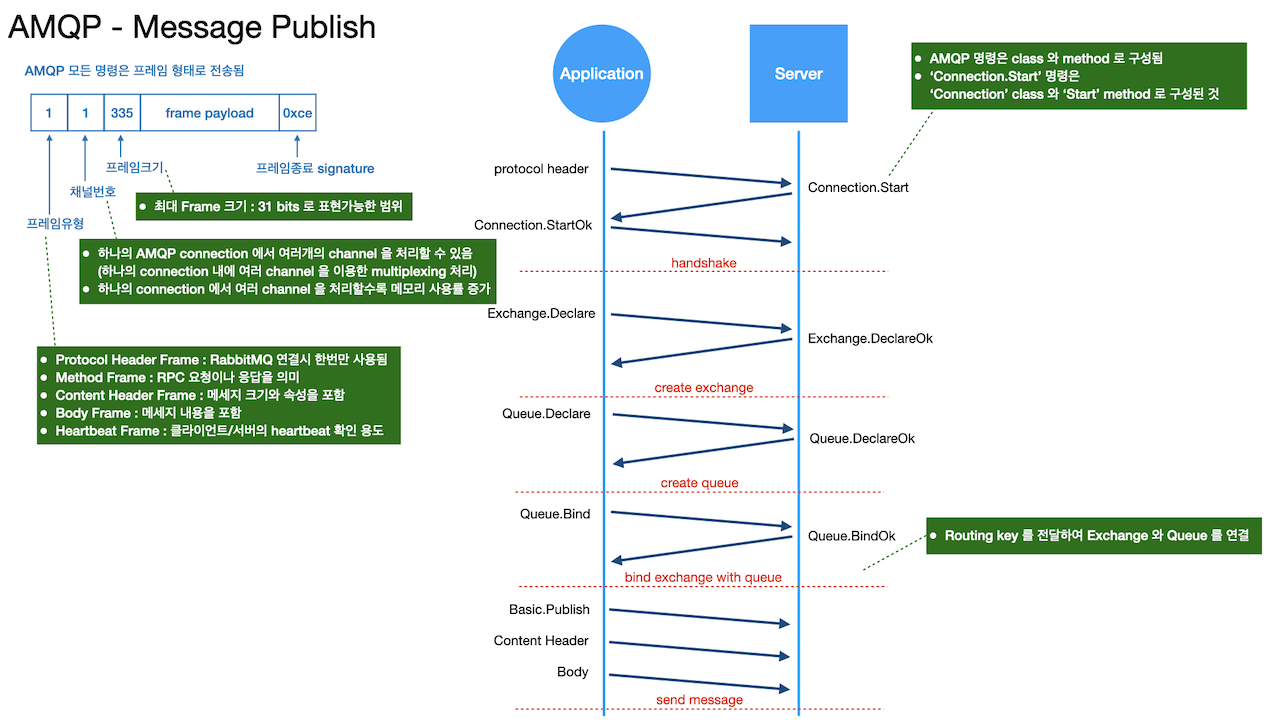 AMQP - Message Publish
AMQP 모든 명령은 프레임 형태로 전송됨
1 1 335 frame payload 0xce
프레임크기
프레임종료 signature
채널번호
프레임유형
최대 Frame 크기 : 31 bits 로 표현가능한 범위
하나의 AMQP connection 에서 여러개의 channel 을 처리할 수 있음
(하나의 connection 내에 여러 channel 을 이용한 multiplexing 처리)
하나의 connection 에서 여러 channel 을 처리할수록 메모리 사용률 증가
Protocol Header Frame : RabbitMQ 연결시 한번만 사용됨
Method Frame : RPC 요청이나 응답을 의미
Content Header Frame : 메세지 크기와 속성을 포함
Body Frame : 메세지 내용을 포함
Heartbeat Frame : 클라이언트/서버의 heartbeat 확인 용도
Application
Server
AMQP 명령은 class 와 method 로 구성됨
‘Connection.Start’ 명령은
‘Connection’ class 와 ‘Start’ method 로 구성된 것
protocol header
Connection.Start
Connection.StartOk
handshake
Exchange.Declare
Exchange.DeclareOk
create exchange
Queue.Declare
Queue.DeclareOk
create queue
Queue.Bind
Queue.BindOk
Routing key 를 전달하여 Exchange 와 Queue 를 연결
bind exchange with queue
Basic.Publish
Content Header
Body
send message